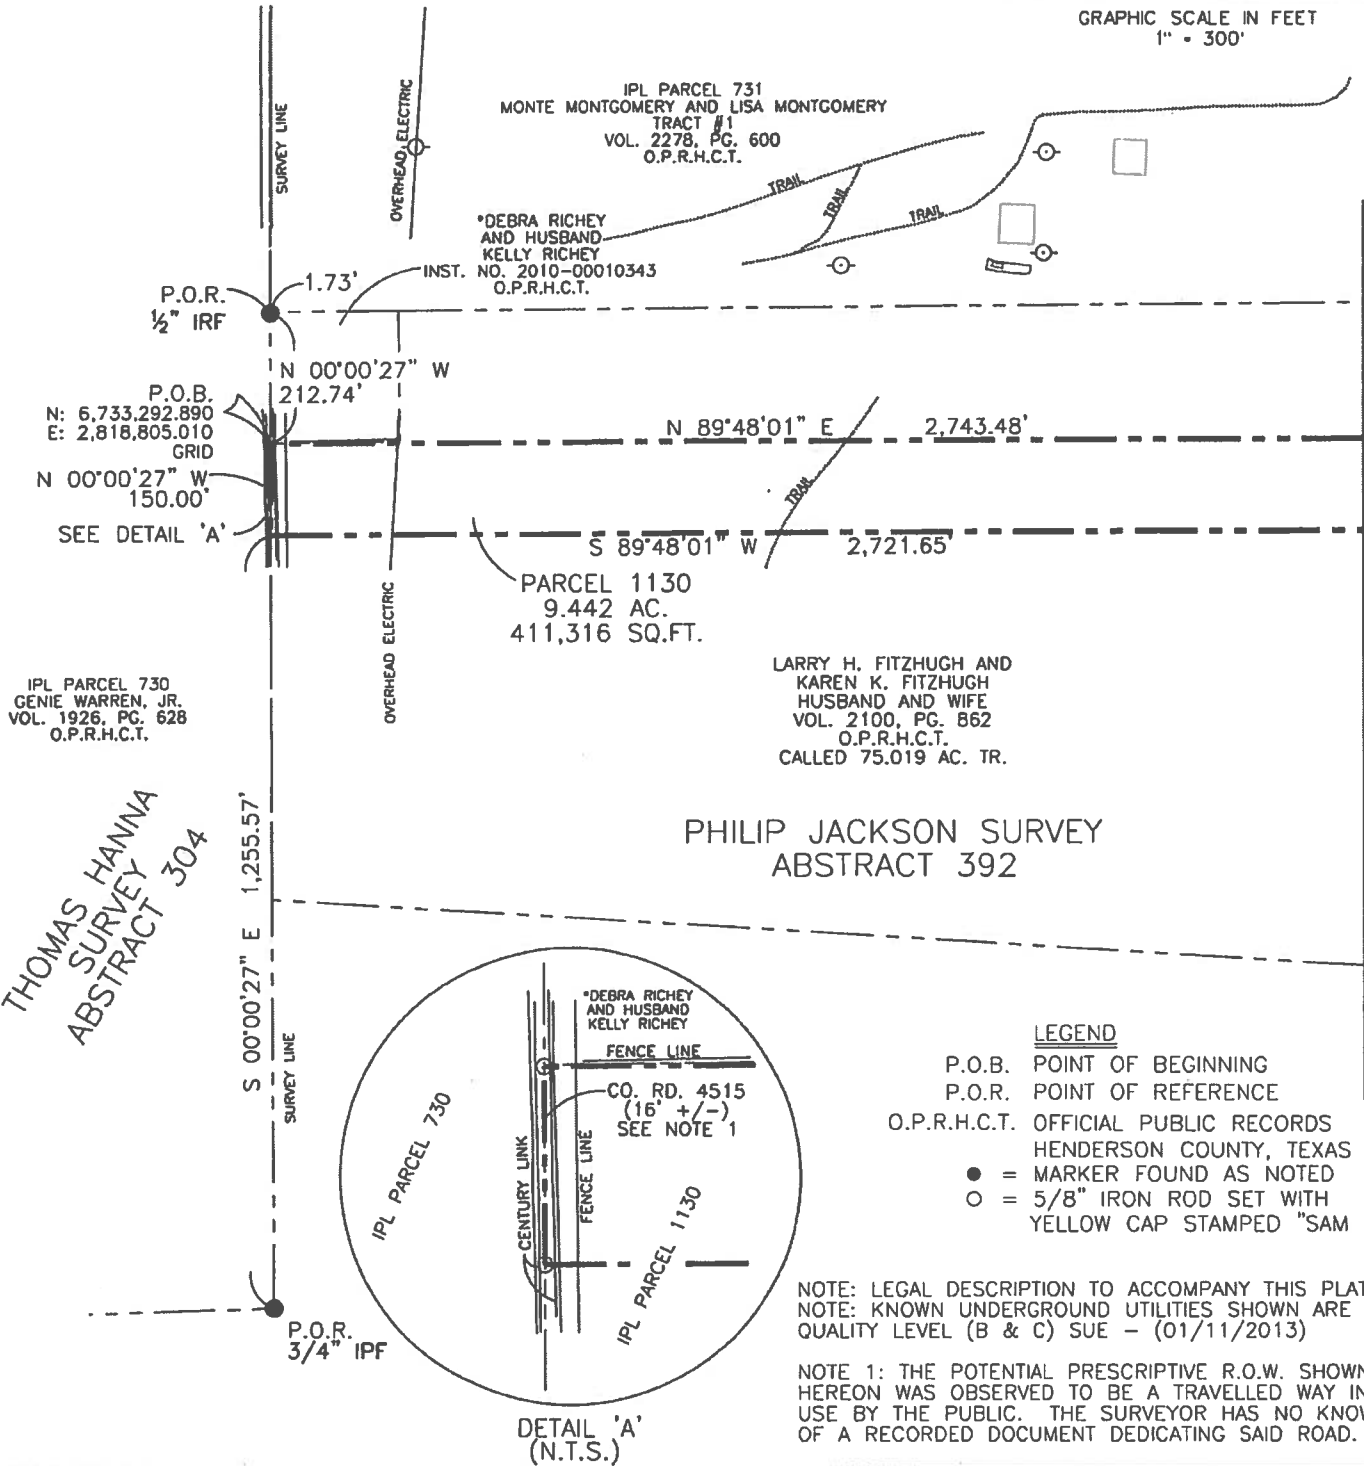 GRAPHIC SCALE IN FEET
1" = 300'
SURVEY LINE
OVERHEAD ELECTRIC
IPL PARCEL 731
MONTE MONTGOMERY AND LISA MONTGOMERY
TRACT #1
VOL. 2278, PG. 600
O.P.R.H.C.T.
TRAIL
TRAIL
TRAIL
*DEBRA RICHEY
AND HUSBAND
KELLY RICHEY
INST. NO. 2010-00010343
O.P.R.H.C.T.
1.73'
P.O.R.
½" IRF
N 00°00'27" W
212.74'
P.O.B.
N: 6,733,292.890
E: 2,818,805.010
GRID
N 00°00'27" W
150.00'
SEE DETAIL 'A'
N 89°48'01" E 2,743.48'
TRAIL
S 89°48'01" W 2,721.65'
PARCEL 1130
9.442 AC.
411,316 SQ.FT.
OVERHEAD ELECTRIC
IPL PARCEL 730
GENIE WARREN, JR.
VOL. 1926, PG. 628
O.P.R.H.C.T.
LARRY H. FITZHUGH AND
KAREN K. FITZHUGH
HUSBAND AND WIFE
VOL. 2100, PG. 862
O.P.R.H.C.T.
CALLED 75.019 AC. TR.
THOMAS HANNA
SURVEY
ABSTRACT 304
S 00°00'27" E 1,255.57'
SURVEY LINE
PHILIP JACKSON SURVEY
ABSTRACT 392
*DEBRA RICHEY
AND HUSBAND
KELLY RICHEY
FENCE LINE
CO. RD. 4515
(16' +/-)
SEE NOTE 1
IPL PARCEL 730
CENTURY LINK
FENCE LINE
IPL PARCEL 1130
DETAIL 'A'
(N.T.S.)
P.O.R.
3/4" IPF
LEGEND
P.O.B. POINT OF BEGINNING
P.O.R. POINT OF REFERENCE
O.P.R.H.C.T. OFFICIAL PUBLIC RECORDS
HENDERSON COUNTY, TEXAS
● = MARKER FOUND AS NOTED
○ = 5/8" IRON ROD SET WITH
YELLOW CAP STAMPED "SAM
NOTE: LEGAL DESCRIPTION TO ACCOMPANY THIS PLAT
NOTE: KNOWN UNDERGROUND UTILITIES SHOWN ARE
QUALITY LEVEL (B & C) SUE - (01/11/2013)
NOTE 1: THE POTENTIAL PRESCRIPTIVE R.O.W. SHOWN
HEREON WAS OBSERVED TO BE A TRAVELLED WAY IN
USE BY THE PUBLIC. THE SURVEYOR HAS NO
OF A RECORDED DOCUMENT DEDICATING SAID ROAD.